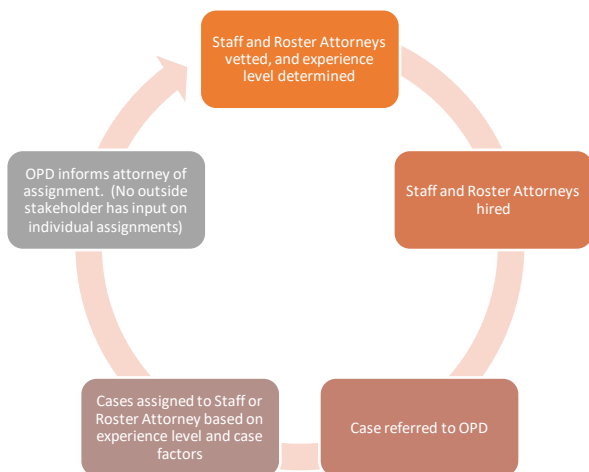 Staff and Roster Attorneys
vetted, and experience
level determined
Staff and Roster Attorneys
hired
Case referred to OPD
Cases assigned to Staff or
Roster Attorney based on
experience level and case
factors
OPD informs attorney of
assignment.  (No outside
stakeholder has input on
individual assignments)